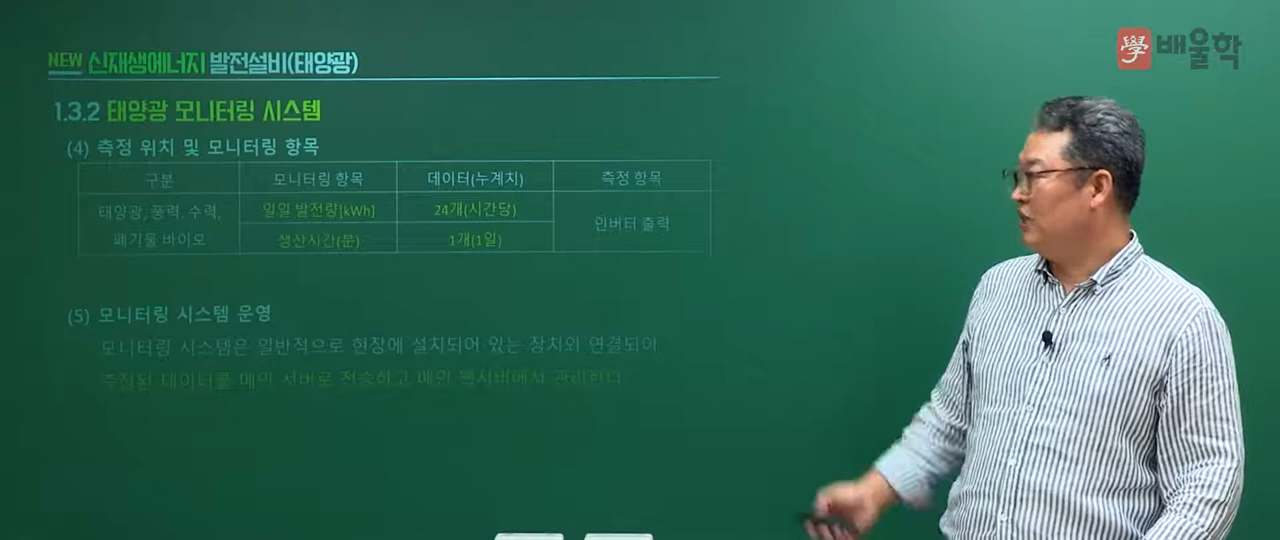 NEW 신재생에너지 발전설비(태양광)
學 배울학
1.3.2 태양광 모니터링 시스템
(4) 측정 위치 및 모니터링 항목
구분 모니터링 항목 데이터(누계치) 측정 항목
태양광, 풍력, 수력, 폐기물 바이오
일일 발전량[kWh] 24개(시간당)
생산시간(분) 1개(1일)
인버터 출력
(5) 모니터링 시스템 운영
모니터링 시스템은 일반적으로 현장에 설치되어 있는 장치와 연결되어
측정된 데이터를 메인 서버로 전송하고 메인 웹서버에서 관리한다